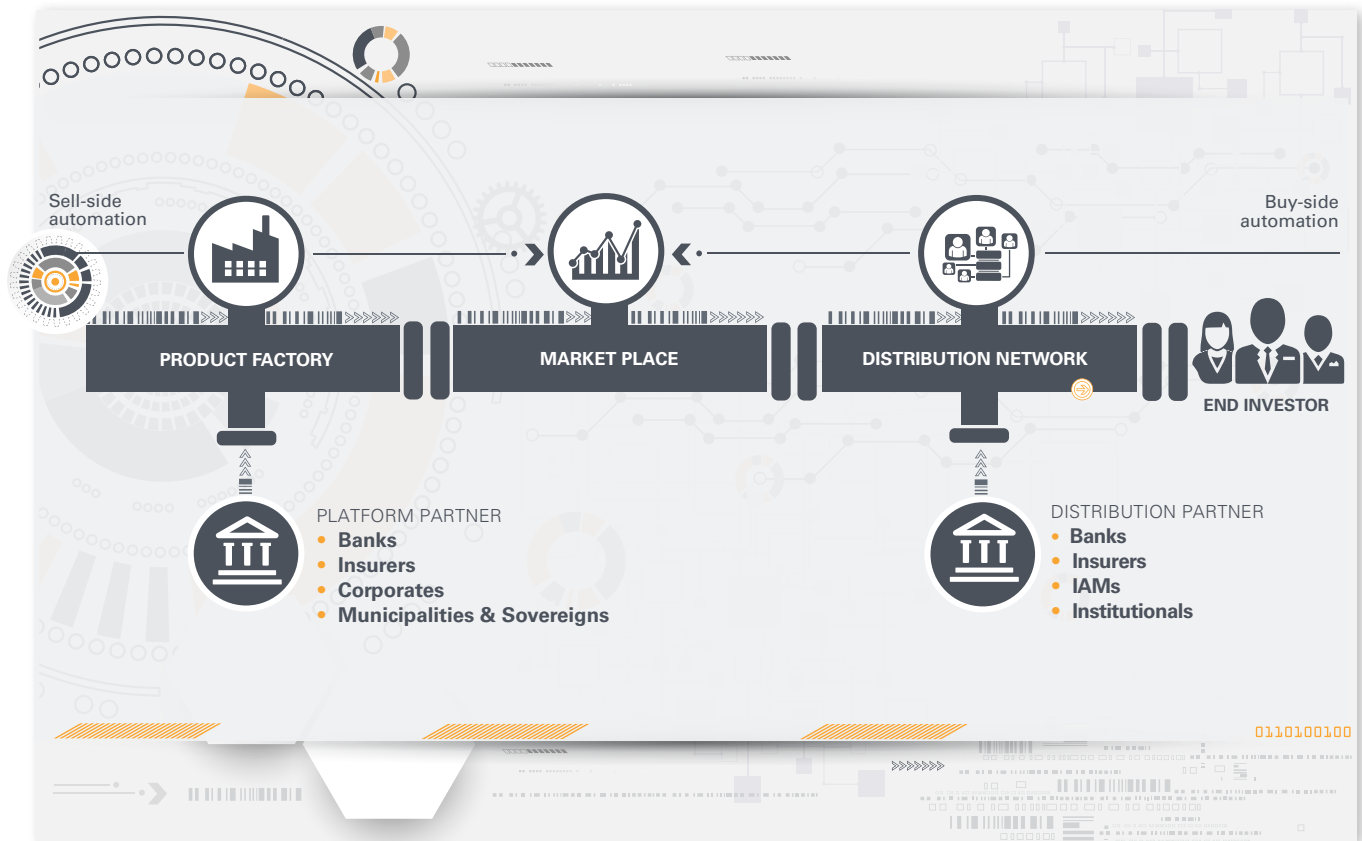 Sell-side
automation
Buy-side
automation
PRODUCT FACTORY
MARKET PLACE
DISTRIBUTION NETWORK
END INVESTOR
PLATFORM PARTNER
• Banks
• Insurers
• Corporates
• Municipalities & Sovereigns
DISTRIBUTION PARTNER
• Banks
• Insurers
• IAMs
• Institutionals
0110100100